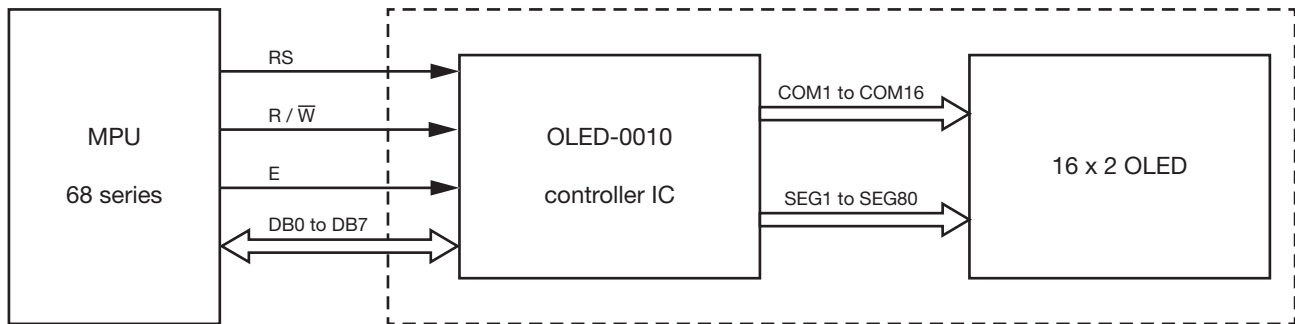 MPU
68 series
RS
R / W̅
E
DB0 to DB7
OLED-0010
controller IC
COM1 to COM16
SEG1 to SEG80
16 x 2 OLED